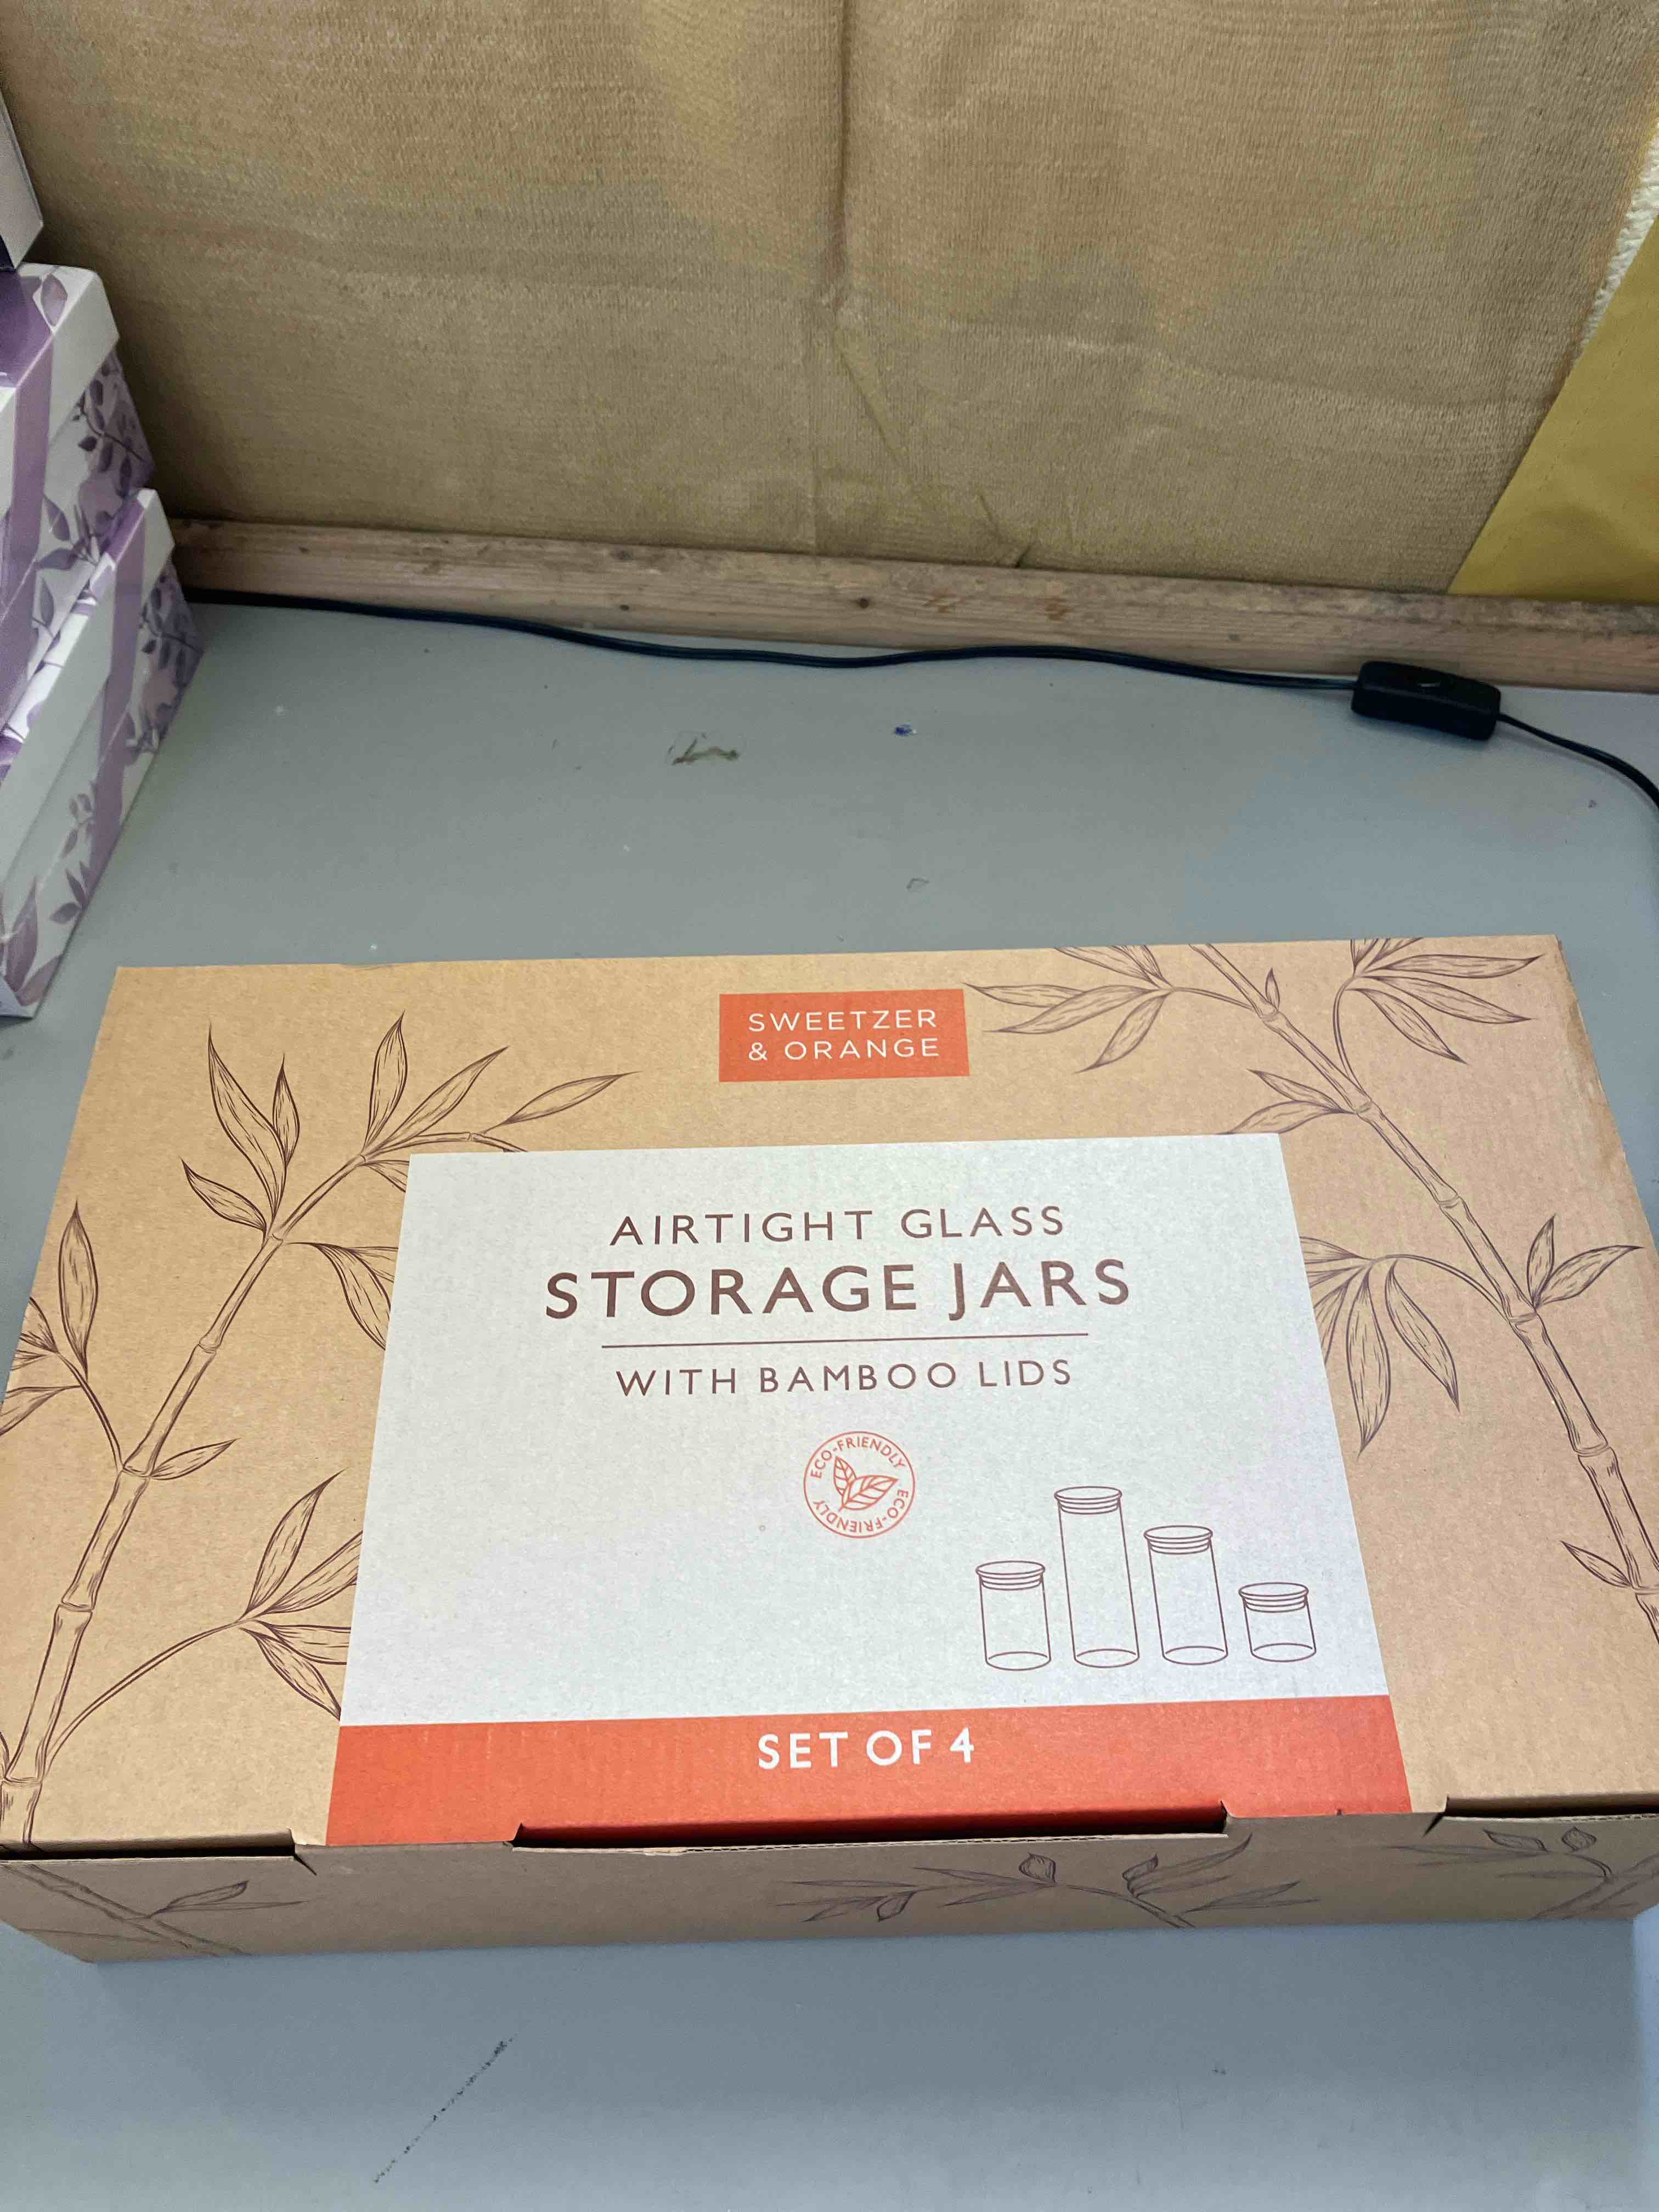 SWEETZER
& ORANGE
AIRTIGHT GLASS
STORAGE JARS
WITH BAMBOO LIDS
ECO-FRIENDLY
ECO-FRIENDLY
SET OF 4